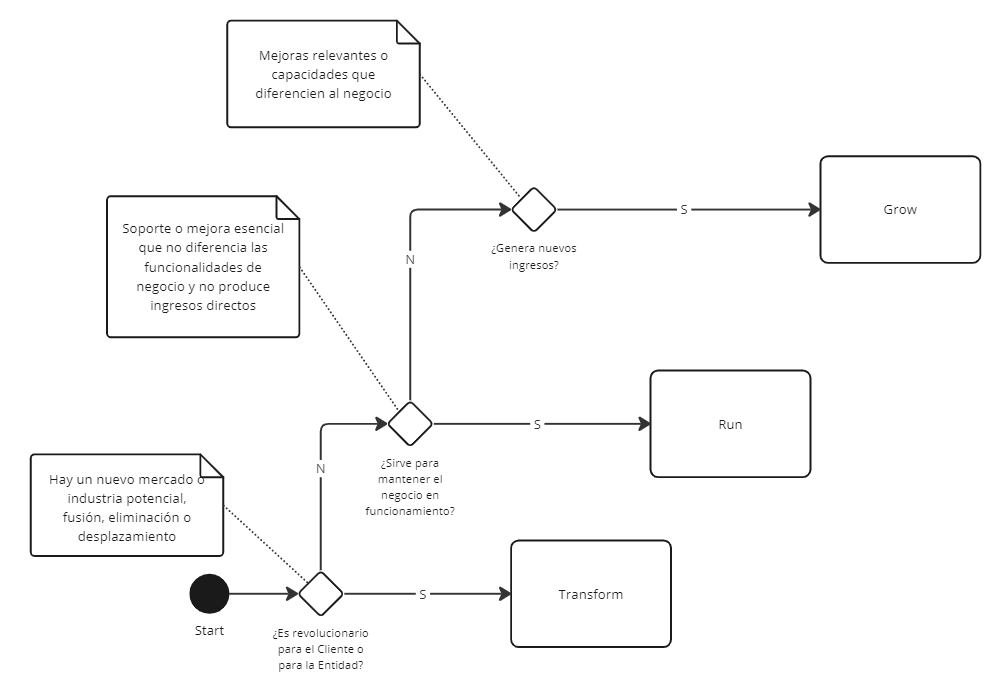 Mejoras relevantes o
capacidades que
diferencien al negocio
S
Grow
¿Genera nuevos
ingresos?
Soporte o mejora esencial
que no diferencia las
funcionalidades de
negocio y no produce
ingresos directos
N
S
Run
¿Sirve para
mantener el
negocio en
funcionamiento?
N
Hay un nuevo mercado o
industria potencial,
fusión, eliminación o
desplazamiento
S
Transform
Start
¿Es revolucionario
para el Cliente o
para la Entidad?